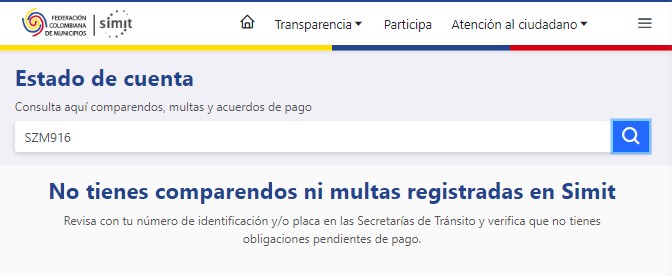 FEDERACIÓN
COLOMBIANA
DE MUNICIPIOS
simit
Transparencia
Participa
Atención al ciudadano
Estado de cuenta
Consulta aquí comparendos, multas y acuerdos de pago
SZM916
No tienes comparendos ni multas registradas en Simit
Revisa con tu número de identificación y/o placa en las Secretarías de Tránsito y verifica que no tienes
obligaciones pendientes de pago.